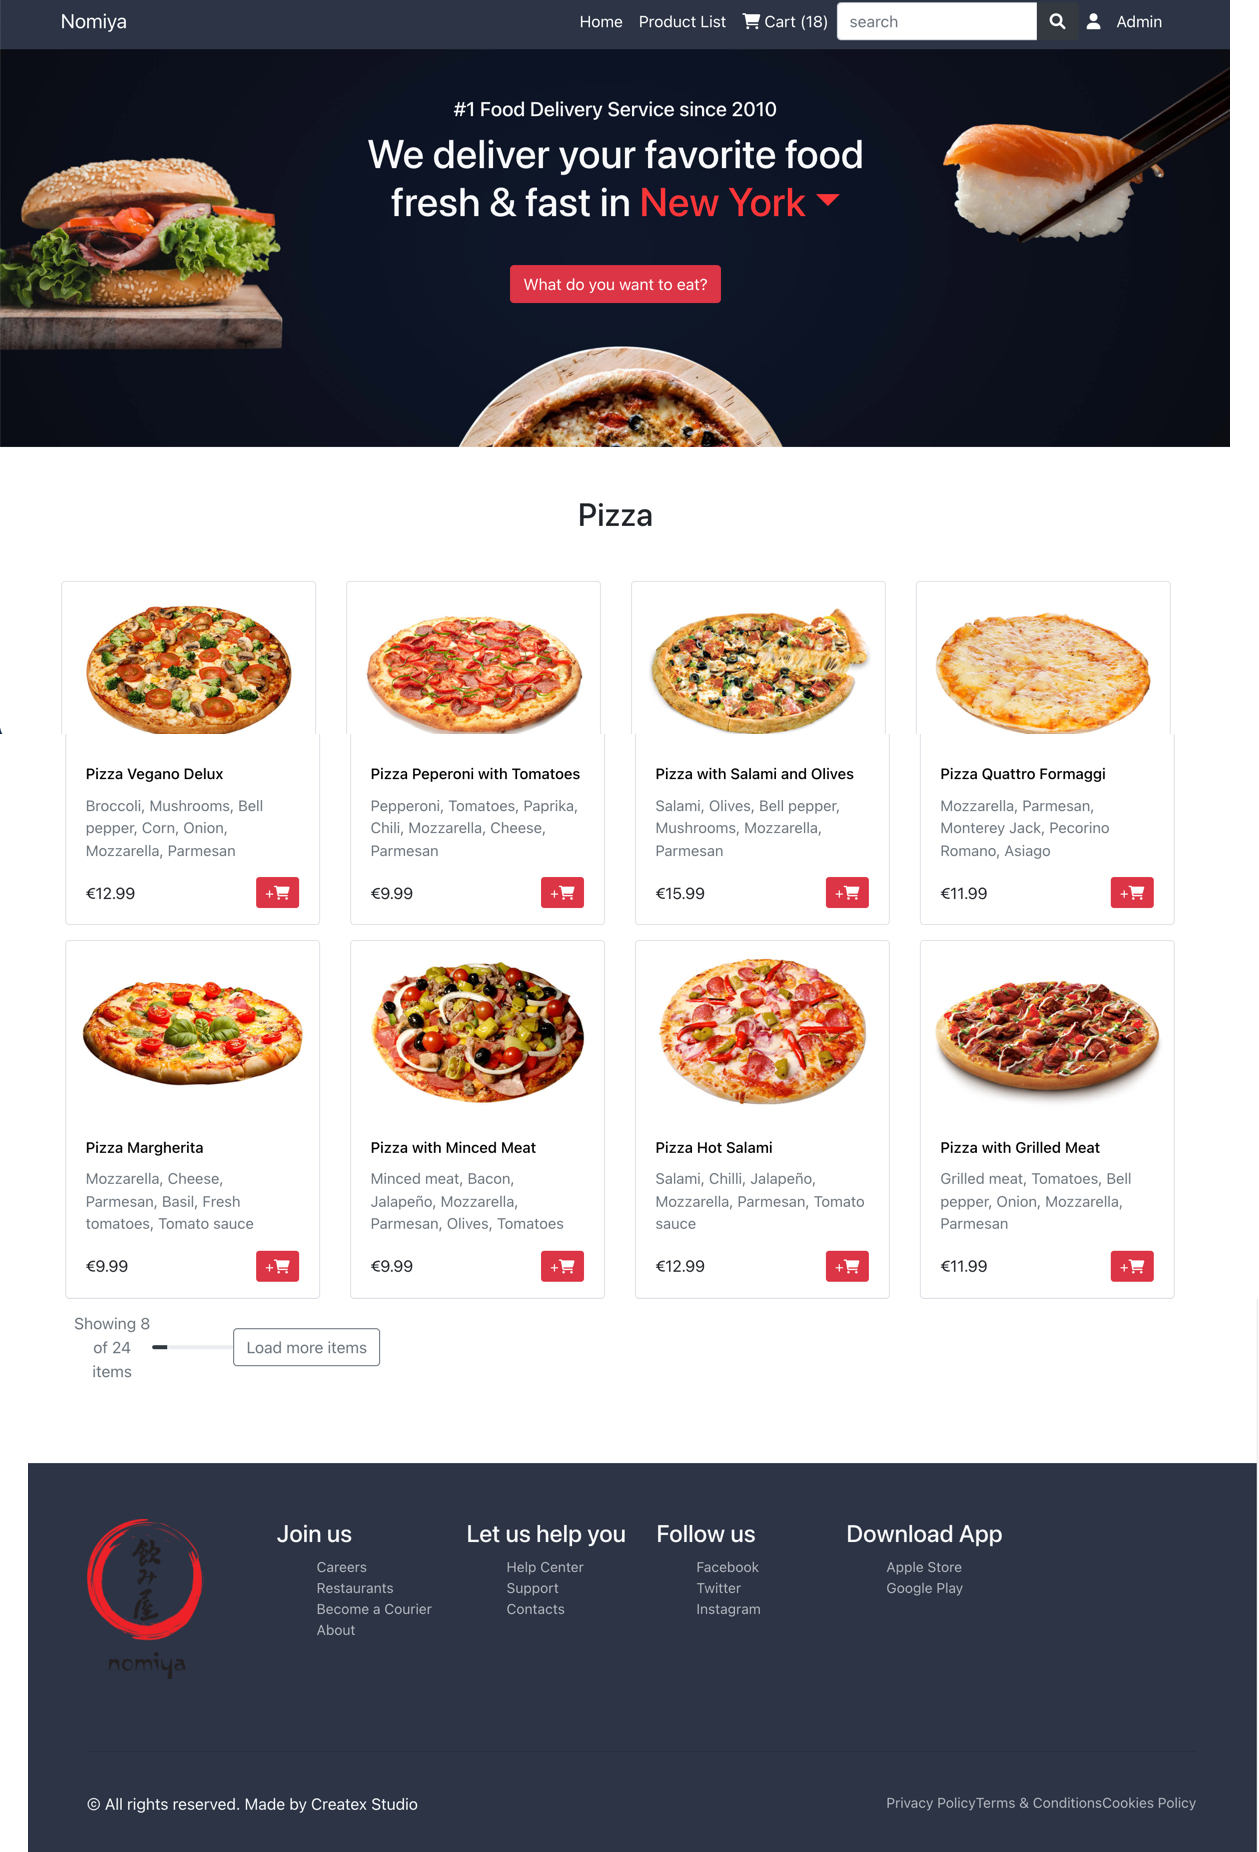 Nomiya
Home Product List Cart (18) search Admin
#1 Food Delivery Service since 2010
We deliver your favorite food
fresh & fast in New York
What do you want to eat?
Pizza
Pizza Vegano Delux
Broccoli, Mushrooms, Bell
pepper, Corn, Onion,
Mozzarella, Parmesan
€12.99
+
Pizza Peperoni with Tomatoes
Pepperoni, Tomatoes, Paprika,
Chili, Mozzarella, Cheese,
Parmesan
€9.99
+
Pizza with Salami and Olives
Salami, Olives, Bell pepper,
Mushrooms, Mozzarella,
Parmesan
€15.99
+
Pizza Quattro Formaggi
Mozzarella, Parmesan,
Monterey Jack, Pecorino
Romano, Asiago
€11.99
+
Pizza Margherita
Mozzarella, Cheese,
Parmesan, Basil, Fresh
tomatoes, Tomato sauce
€9.99
+
Pizza with Minced Meat
Minced meat, Bacon,
Jalapeño, Mozzarella,
Parmesan, Olives, Tomatoes
€9.99
+
Pizza Hot Salami
Salami, Chilli, Jalapeño,
Mozzarella, Parmesan, Tomato
sauce
€12.99
+
Pizza with Grilled Meat
Grilled meat, Tomatoes, Bell
pepper, Onion, Mozzarella,
Parmesan
€11.99
+
Showing 8
of 24
items
Load more items
飲み屋
nomiya
Join us
Careers
Restaurants
Become a Courier
About
Let us help you
Help Center
Support
Contacts
Follow us
Facebook
Twitter
Instagram
Download App
Apple Store
Google Play
© All rights reserved. Made by Createx Studio
Privacy PolicyTerms & ConditionsCookies Policy